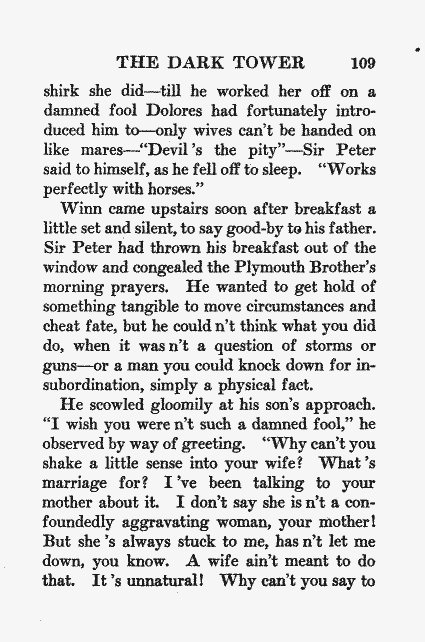 THE DARK TOWER 109
shirk she did—till he worked her off on a
damned fool Dolores had fortunately intro-
duced him to—only wives can't be handed on
like mares—"Devil 's the pity"—Sir Peter
said to himself, as he fell off to sleep. "Works
perfectly with horses."
Winn came upstairs soon after breakfast a
little set and silent, to say good-by to his father.
Sir Peter had thrown his breakfast out of the
window and congealed the Plymouth Brother's
morning prayers. He wanted to get hold of
something tangible to move circumstances and
cheat fate, but he could n't think what you did
do, when it was n't a question of storms or
guns—or a man you could knock down for in-
subordination, simply a physical fact.
He scowled gloomily at his son's approach.
"I wish you were n't such a damned fool," he
observed by way of greeting. "Why can't you
shake a little sense into your wife? What 's
marriage for? I 've been talking to your
mother about it. I don't say she is n't a con-
foundedly aggravating woman, your mother!
But she 's always stuck to me, has n't let me
down, you know. A wife ain't meant to do
that. It 's unnatural! Why can't you say to